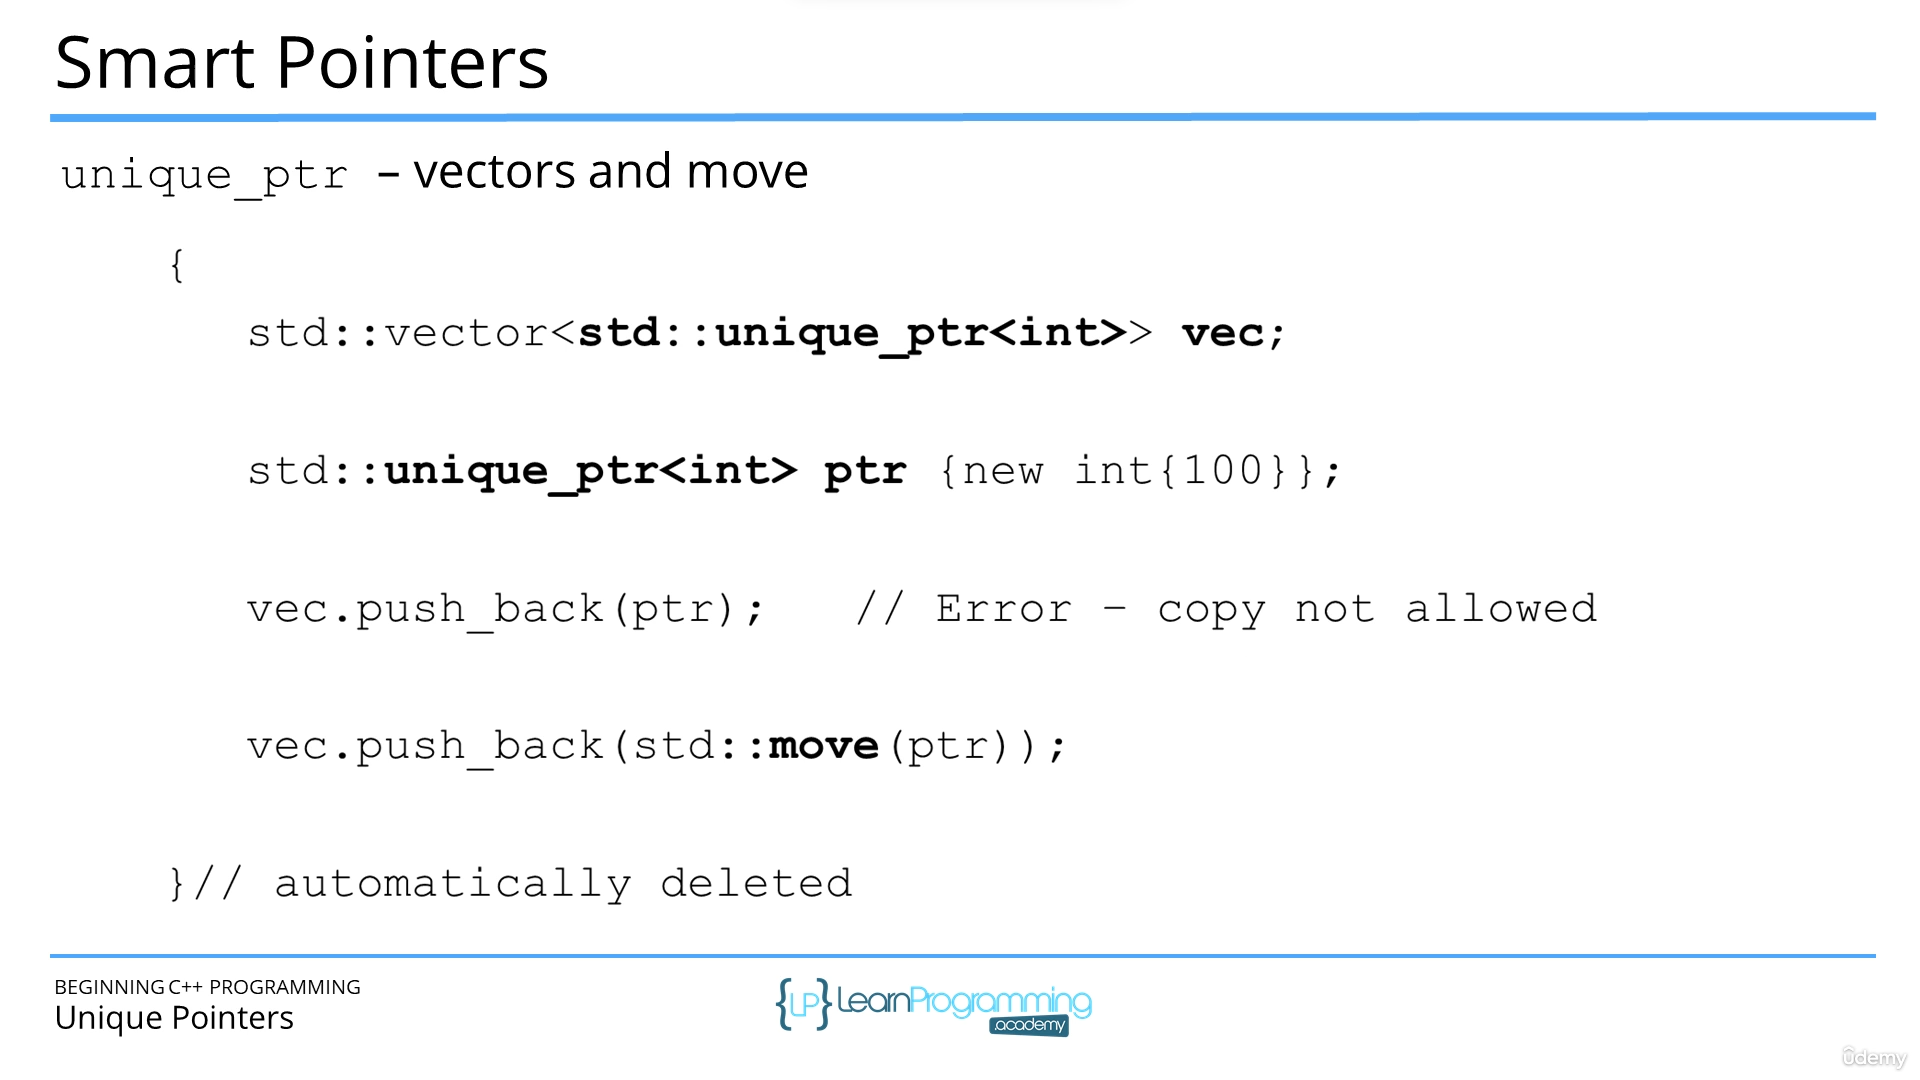 Smart Pointers
unique_ptr – vectors and move
{
std::vector<std::unique_ptr<int>> vec;
std::unique_ptr<int> ptr {new int{100}};
vec.push_back(ptr);   // Error – copy not allowed
vec.push_back(std::move(ptr));
}// automatically deleted
BEGINNING C++ PROGRAMMING
Unique Pointers
{LP} LearnProgramming
.academy
ûdemy